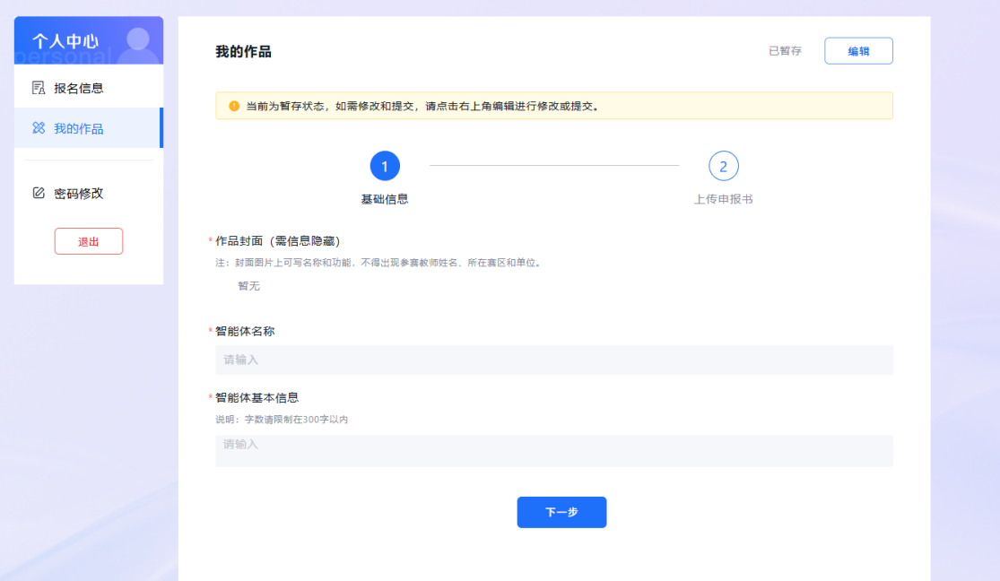 个人中心
personal
报名信息
我的作品
密码修改
退出
我的作品
已暂存
编辑
当前为暂存状态，如需修改和提交，请点击右上角编辑进行修改或提交。
1
2
基础信息
上传申报书
* 作品封面（需信息隐藏）
注：封面图片上可写名称和功能，不得出现参赛教师姓名、所在赛区和单位。
暂无
* 智能体名称
请输入
* 智能体基本信息
说明：字数请限制在300字以内
请输入
下一步